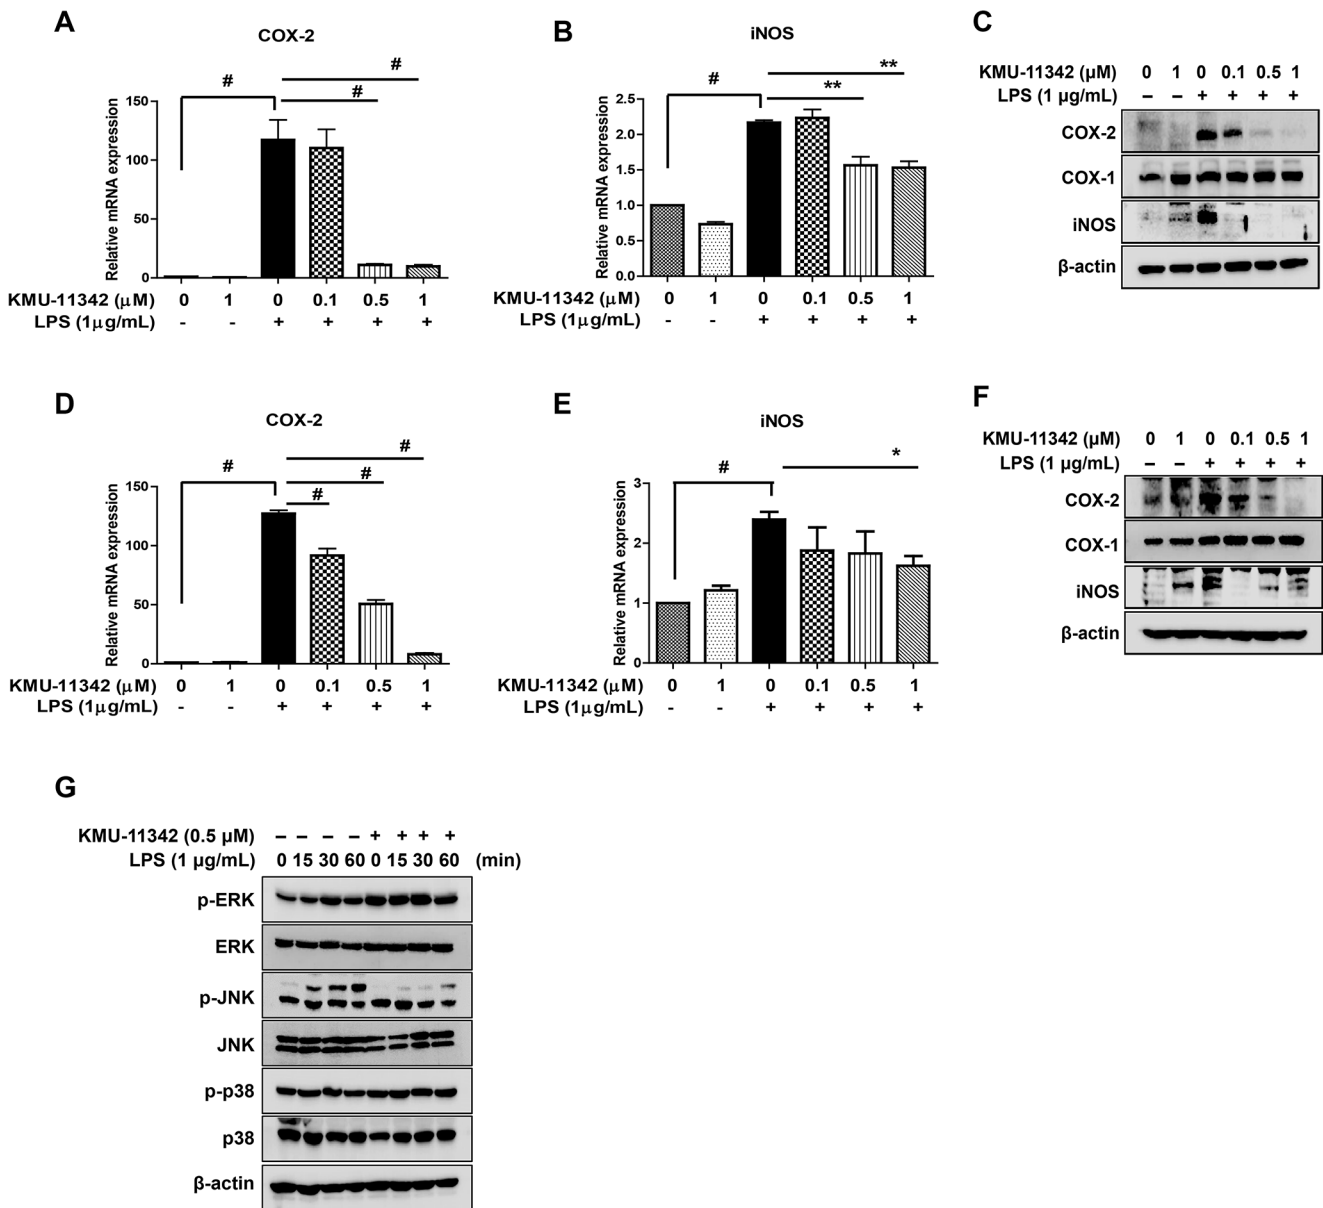 A
COX-2
#
#
#
Relative mRNA expression
150
100
50
0
KMU-11342 (μM) 0 1 0 0.1 0.5 1
LPS (1μg/mL) - - + + + +
B
iNOS
#
**
**
Relative mRNA expression
2.5
2.0
1.5
1.0
0.5
0.0
KMU-11342 (μM) 0 1 0 0.1 0.5 1
LPS (1μg/mL) - - + + + +
C
KMU-11342 (μM) 0 1 0 0.1 0.5 1
LPS (1 μg/mL) – – + + + +
COX-2
COX-1
iNOS
β-actin
D
COX-2
#
#
#
#
Relative mRNA expression
150
100
50
0
KMU-11342 (μM) 0 1 0 0.1 0.5 1
LPS (1μg/mL) - - + + + +
E
iNOS
#
*
Relative mRNA expression
3
2
1
0
KMU-11342 (μM) 0 1 0 0.1 0.5 1
LPS (1μg/mL) - - + + + +
F
KMU-11342 (μM) 0 1 0 0.1 0.5 1
LPS (1 μg/mL) – – + + + +
COX-2
COX-1
iNOS
β-actin
G
KMU-11342 (0.5 μM) – – – – + + + +
LPS (1 μg/mL) 0 15 30 60 0 15 30 60 (min)
p-ERK
ERK
p-JNK
JNK
p-p38
p38
β-actin